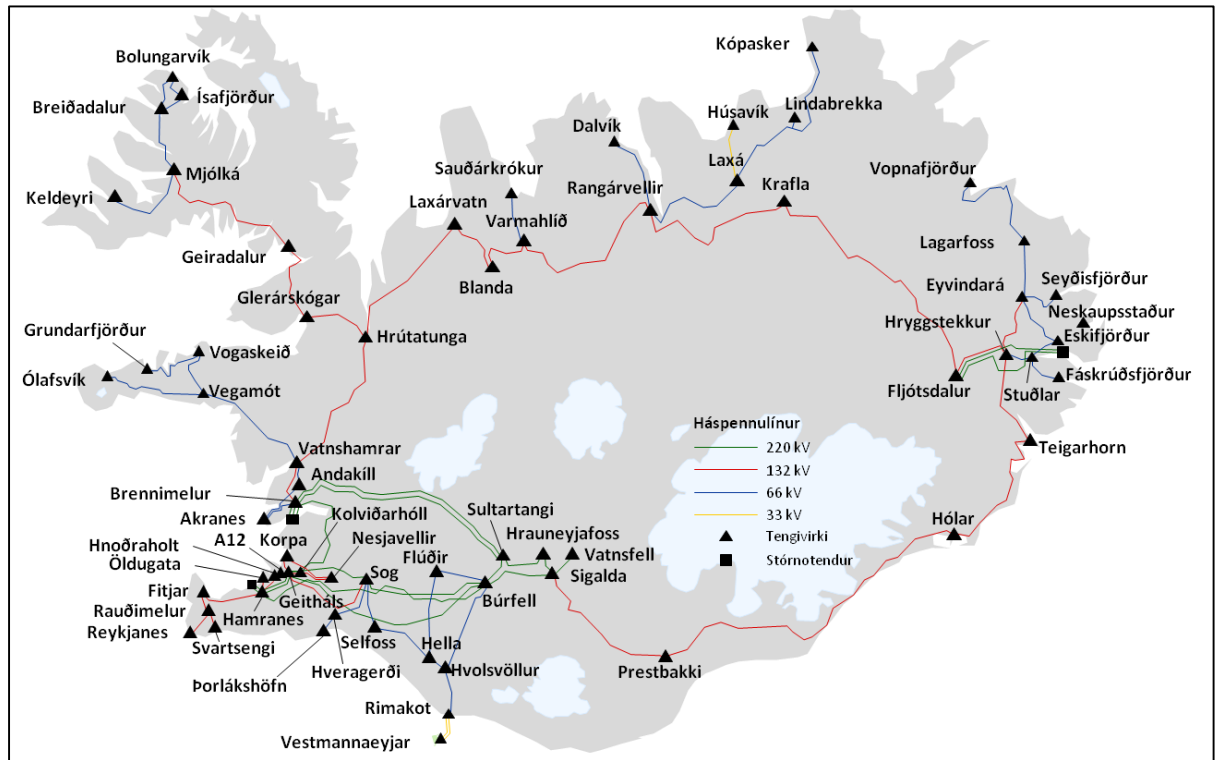 Bolungarvík
Ísafjörður
Breiðadalur
Mjólká
Keldeyri
Geiradalur
Glerárskógar
Grundarfjörður
Vogaskeið
Ólafsvík
Vegamót
Hrútatunga
Kópasker
Húsavík
Lindabrekka
Dalvík
Laxá
Sauðárkrókur
Rangárvellir
Krafla
Laxárvatn
Varmahlíð
Blanda
Vopnafjörður
Lagarfoss
Eyvindará
Seyðisfjörður
Neskaupsstaður
Hryggstekkur
Eskifjörður
Fljótsdalur
Stuðlar
Fáskrúðsfjörður
Teigarhorn
Hólar
Háspennulínur
220 kV
132 kV
66 kV
33 kV
Tengivirki
Stórnotendur
Vatnshamrar
Andakíll
Brennimelur
Akranes
Kolviðarhóll
Sultartangi
Hrauneyjafoss
A12
Korpa
Nesjavellir
Flúðir
Vatnsfell
Hnoðraholt
Öldugata
Sog
Sigalda
Fitjar
Geitháls
Búrfell
Rauðimelur
Hamranes
Reykjanes
Svartsengi
Selfoss
Hella
Hveragerði
Hvolsvöllur
Prestbakki
Þorlákshöfn
Rimakot
Vestmannaeyjar